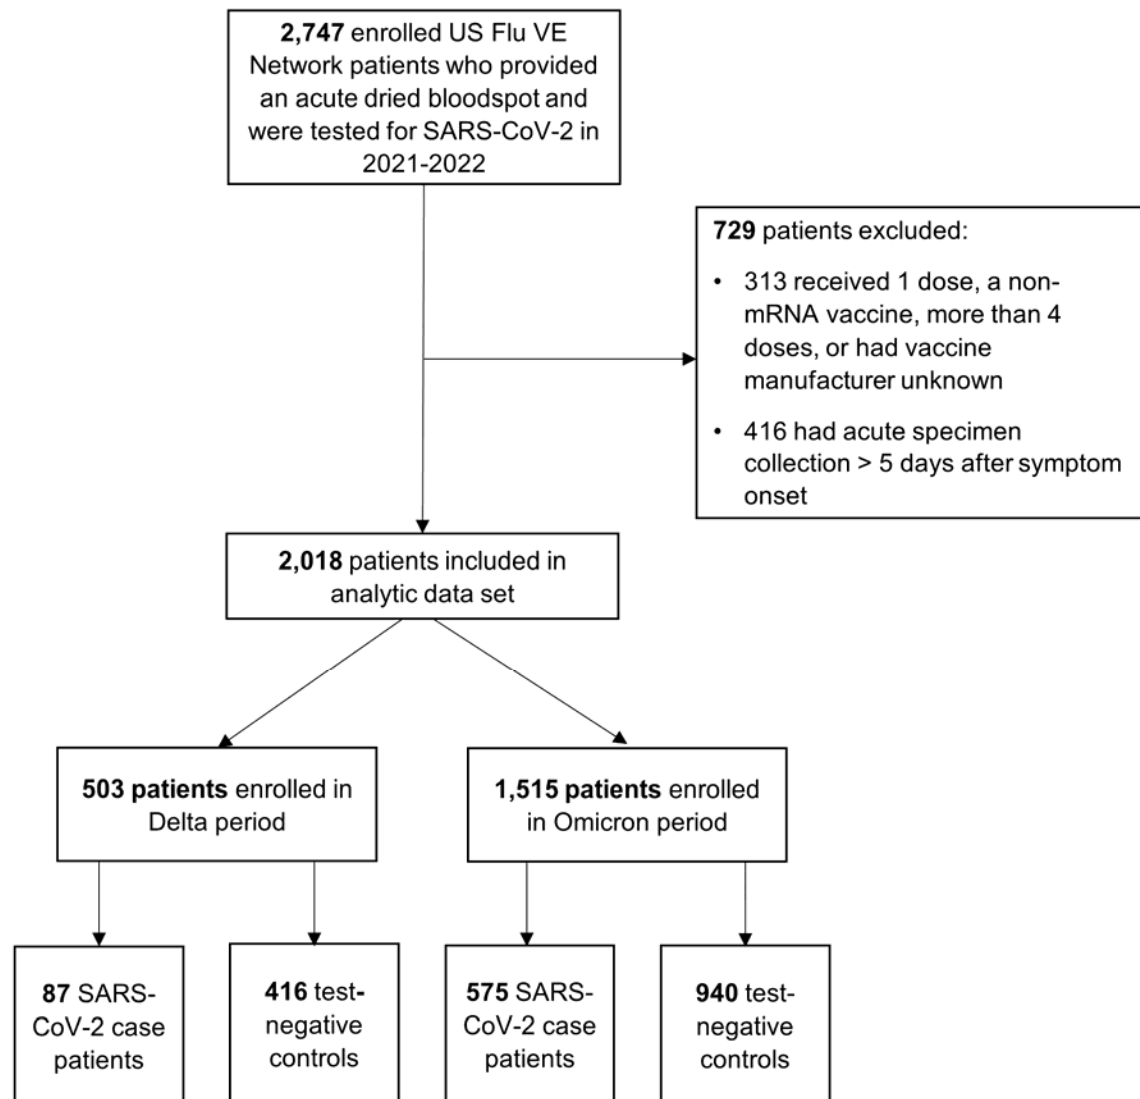 2,747 enrolled US Flu VE
Network patients who provided
an acute dried bloodspot and
were tested for SARS-CoV-2 in
2021-2022
729 patients excluded:
• 313 received 1 dose, a non-
mRNA vaccine, more than 4
doses, or had vaccine
manufacturer unknown
• 416 had acute specimen
collection > 5 days after symptom
onset
2,018 patients included in
analytic data set
503 patients enrolled in
Delta period
1,515 patients enrolled
in Omicron period
87 SARS-
CoV-2 case
patients
416 test-
negative
controls
575 SARS-
CoV-2 case
patients
940 test-
negative
controls